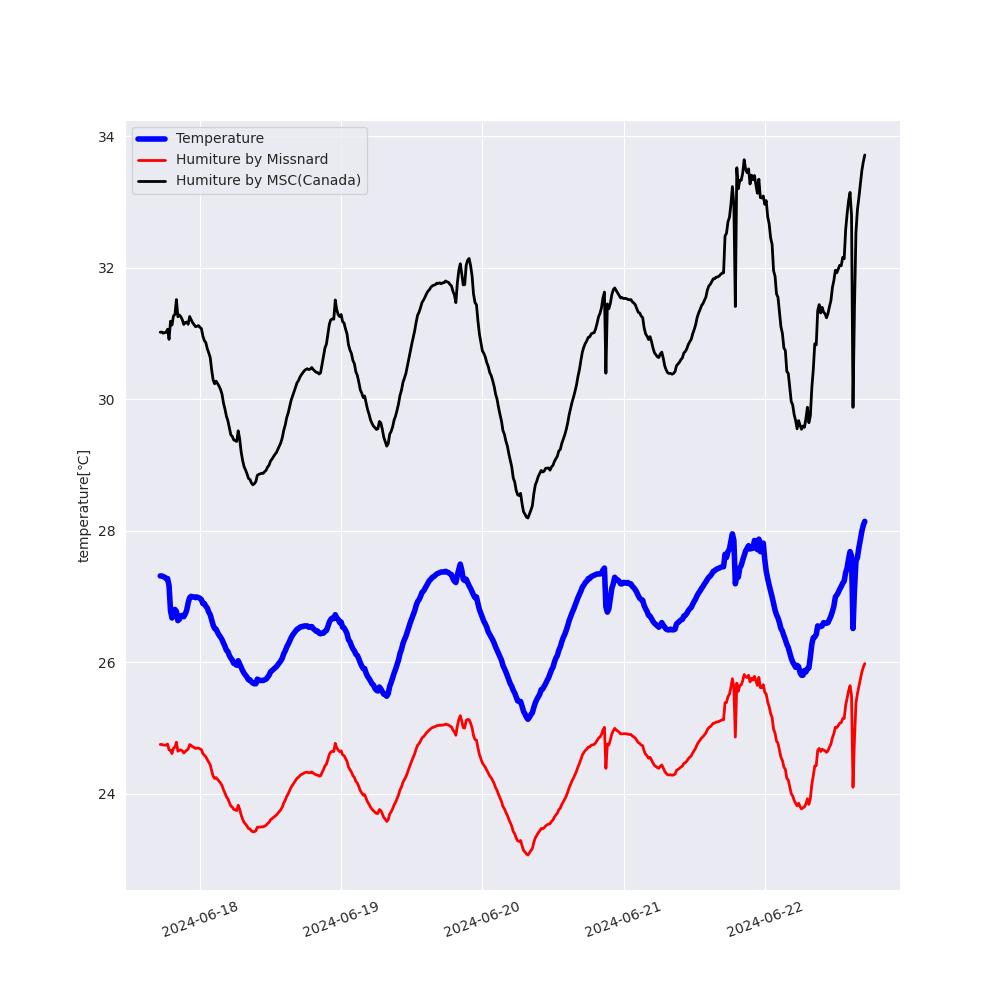 Temperature
Humiture by Missnard
Humiture by MSC(Canada)
34
32
30
28
26
24
temperature[℃]
2024-06-18
2024-06-19
2024-06-20
2024-06-21
2024-06-22